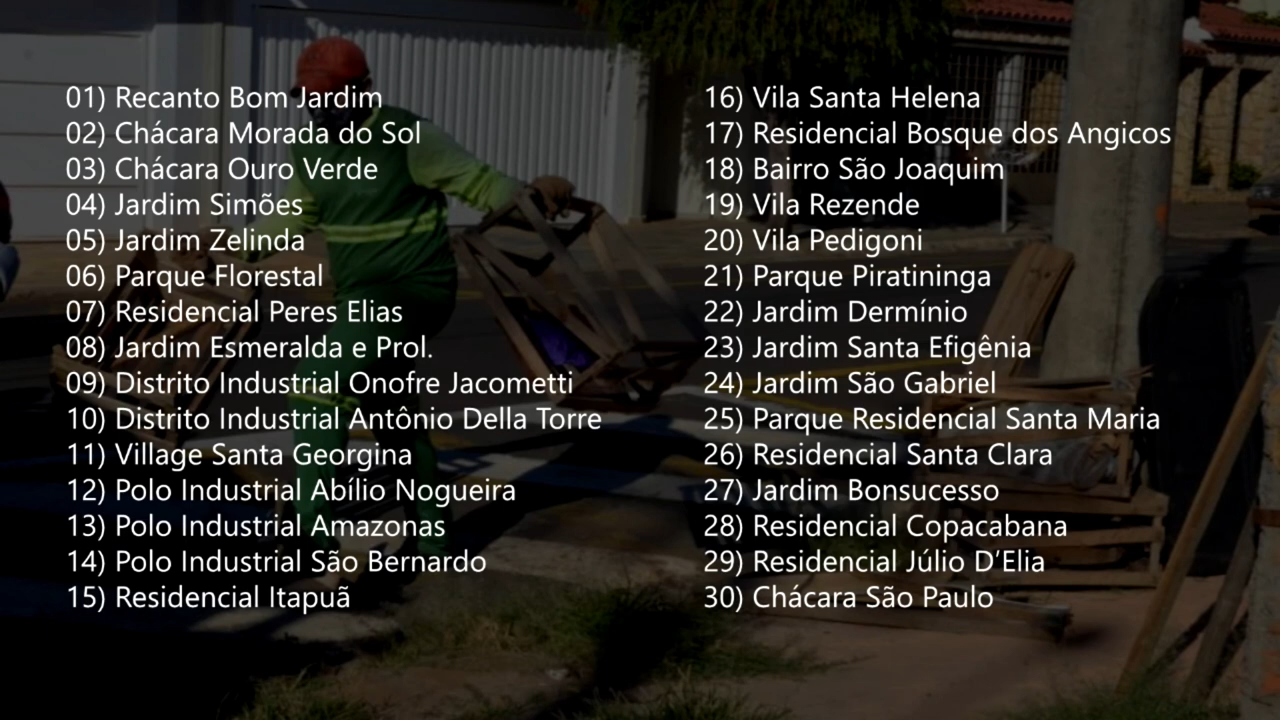 01) Recanto Bom Jardim
02) Chácara Morada do Sol
03) Chácara Ouro Verde
04) Jardim Simões
05) Jardim Zelinda
06) Parque Florestal
07) Residencial Peres Elias
08) Jardim Esmeralda e Prol.
09) Distrito Industrial Onofre Jacometti
10) Distrito Industrial Antônio Della Torre
11) Village Santa Georgina
12) Polo Industrial Abílio Nogueira
13) Polo Industrial Amazonas
14) Polo Industrial São Bernardo
15) Residencial Itapuã
16) Vila Santa Helena
17) Residencial Bosque dos Angicos
18) Bairro São Joaquim
19) Vila Rezende
20) Vila Pedigoni
21) Parque Piratininga
22) Jardim Dermínio
23) Jardim Santa Efigênia
24) Jardim São Gabriel
25) Parque Residencial Santa Maria
26) Residencial Santa Clara
27) Jardim Bonsucesso
28) Residencial Copacabana
29) Residencial Júlio D’Elia
30) Chácara São Paulo